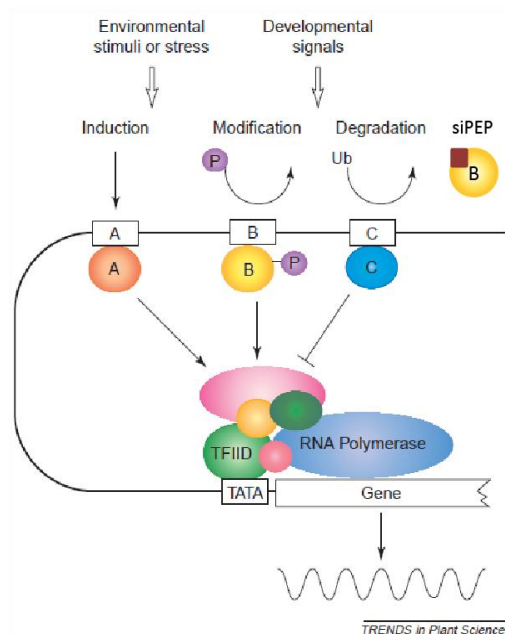 Environmental
stimuli or stress
Developmental
signals
Induction
Modification
Degradation
siPEP
P
Ub
B
A
B
C
A
B
P
C
TFIID
RNA Polymerase
TATA
Gene
TRENDS in Plant Science